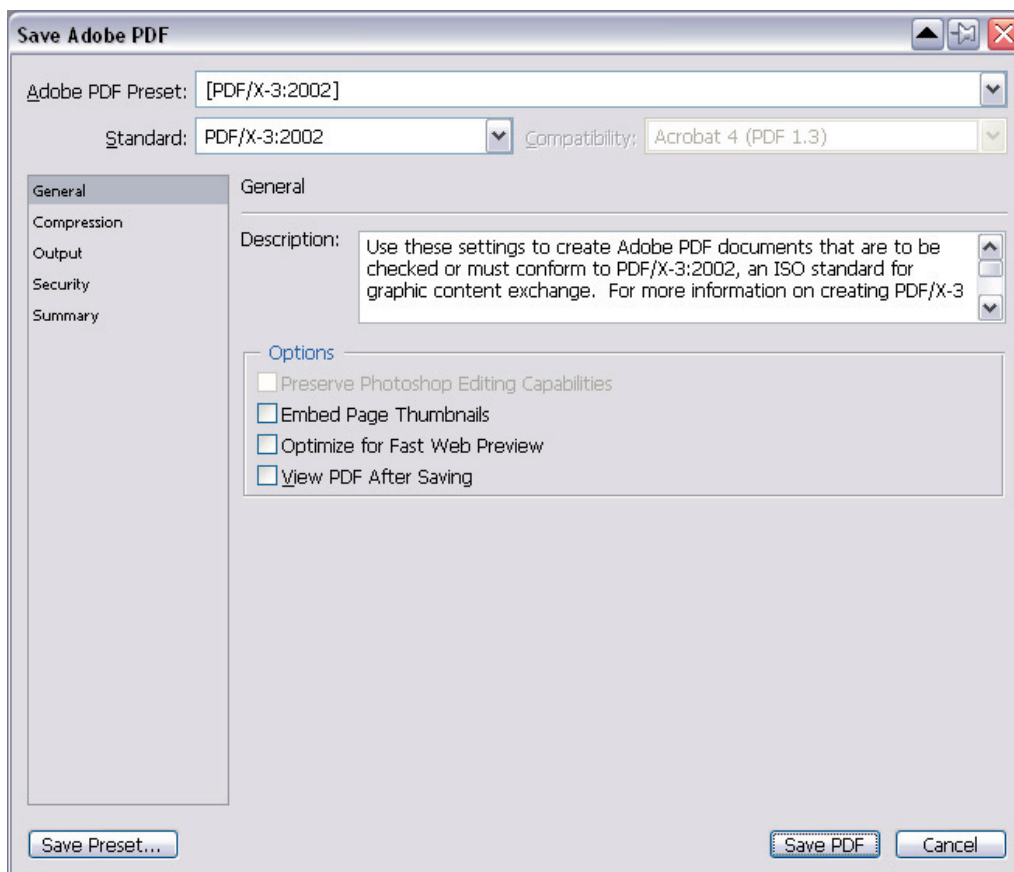 Save Adobe PDF
Adobe PDF Preset: [PDF/X-3:2002]
Standard: PDF/X-3:2002 Compatibility: Acrobat 4 (PDF 1.3)
General
Compression
Output
Security
Summary
General
Description: Use these settings to create Adobe PDF documents that are to be
checked or must conform to PDF/X-3:2002, an ISO standard for
graphic content exchange.  For more information on creating PDF/X-3
Options
Preserve Photoshop Editing Capabilities
Embed Page Thumbnails
Optimize for Fast Web Preview
View PDF After Saving
Save Preset... Save PDF Cancel